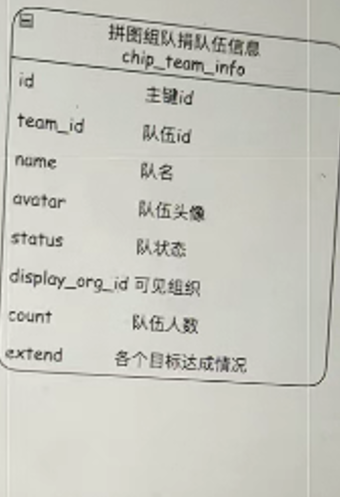 拼图组队捐队伍信息
chip_team_info
id 主键id
team_id 队伍id
name 队名
avatar 队伍头像
status 队状态
display_org_id 可见组织
count 队伍人数
extend 各个目标达成情况